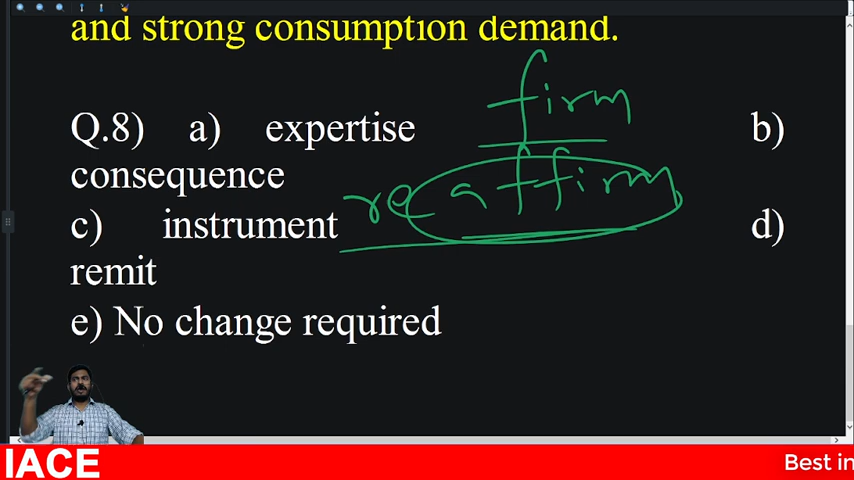 and strong consumption demand.
firm
Q.8) a) expertise b)
consequence
reaffirm
c) instrument d)
remit
e) No change required
IACE Best in